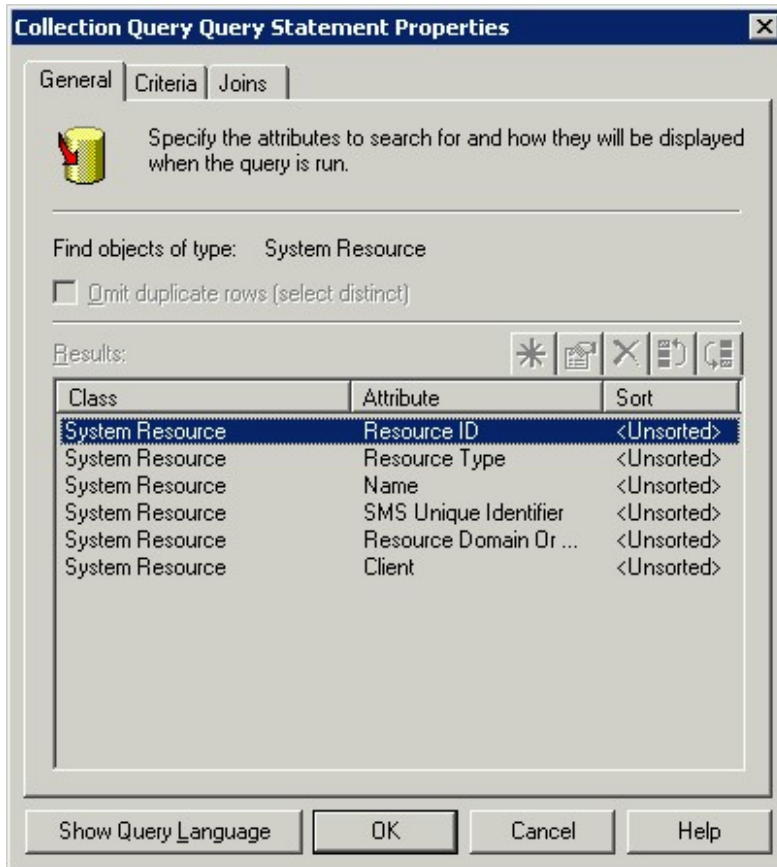 Collection Query Query Statement Properties
General Criteria Joins
Specify the attributes to search for and how they will be displayed
when the query is run.
Find objects of type: System Resource
Omit duplicate rows (select distinct)
Results:
Class Attribute Sort
System Resource Resource ID <Unsorted>
System Resource Resource Type <Unsorted>
System Resource Name <Unsorted>
System Resource SMS Unique Identifier <Unsorted>
System Resource Resource Domain Or ... <Unsorted>
System Resource Client <Unsorted>
Show Query Language OK Cancel Help